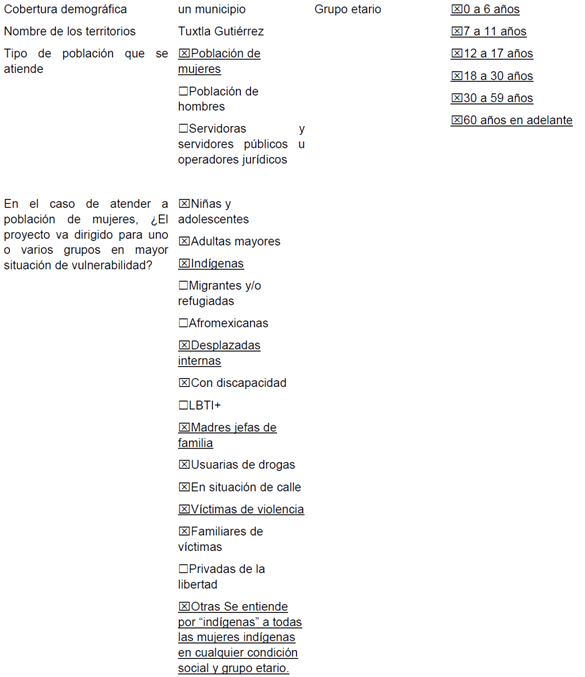 Cobertura demográfica un municipio Grupo etario ☒0 a 6 años
Nombre de los territorios Tuxtla Gutiérrez ☒7 a 11 años
Tipo de población que se ☒Población de ☒12 a 17 años
atiende mujeres ☒18 a 30 años
☐Población de ☒30 a 59 años
hombres ☒60 años en adelante
☐Servidoras y
servidores públicos u
operadores jurídicos
En el caso de atender a ☒Niñas y
población de mujeres, ¿El adolescentes
proyecto va dirigido para uno ☒Adultas mayores
o varios grupos en mayor
situación de vulnerabilidad? ☒Indígenas
☐Migrantes y/o
refugiadas
☐Afromexicanas
☒Desplazadas
internas
☒Con discapacidad
☐LBTI+
☒Madres jefas de
familia
☒Usuarias de drogas
☒En situación de calle
☒Víctimas de violencia
☒Familiares de
víctimas
☐Privadas de la
libertad
☒Otras Se entiende
por “indígenas” a todas
las mujeres indígenas
en cualquier condición
social y grupo etario.